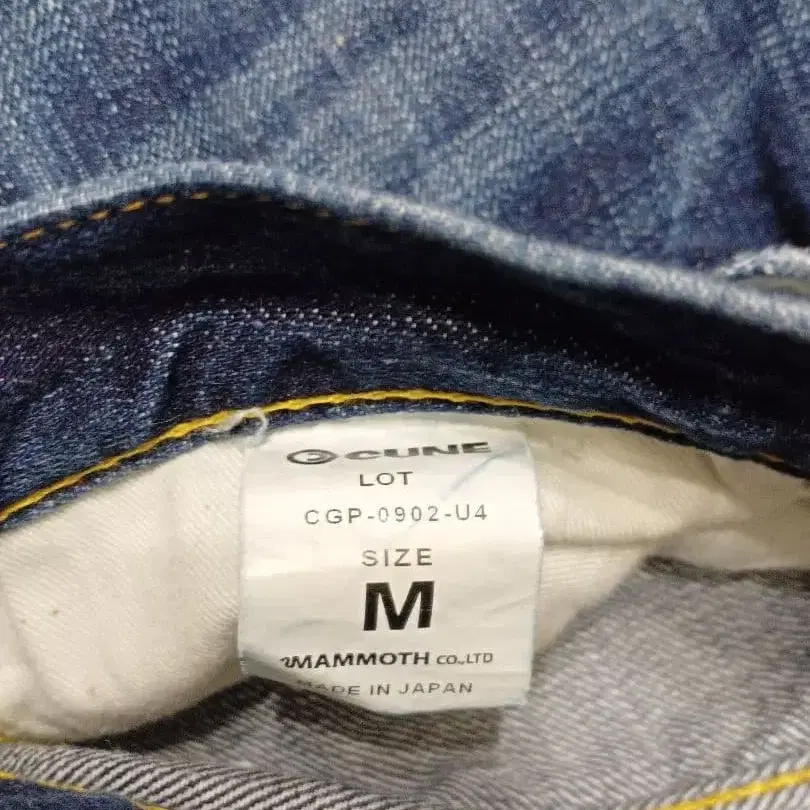 CUNE
LOT
CGP-0902-U4
SIZE
M
MAMMOTH CO.,LTD
MADE IN JAPAN